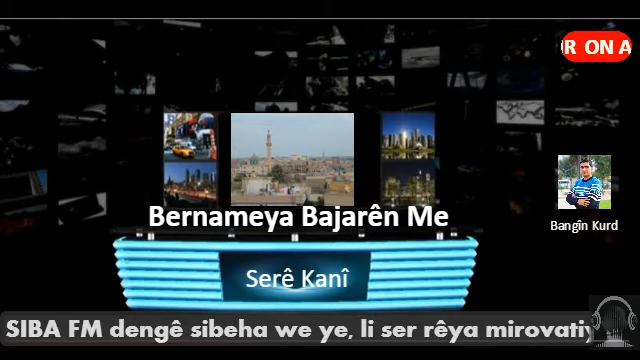 R ON A
Bernameya Bajarên Me
Bangîn Kurd
Serê Kanî
SIBA FM dengê sibeha we ye, li ser rêya mirovatiy